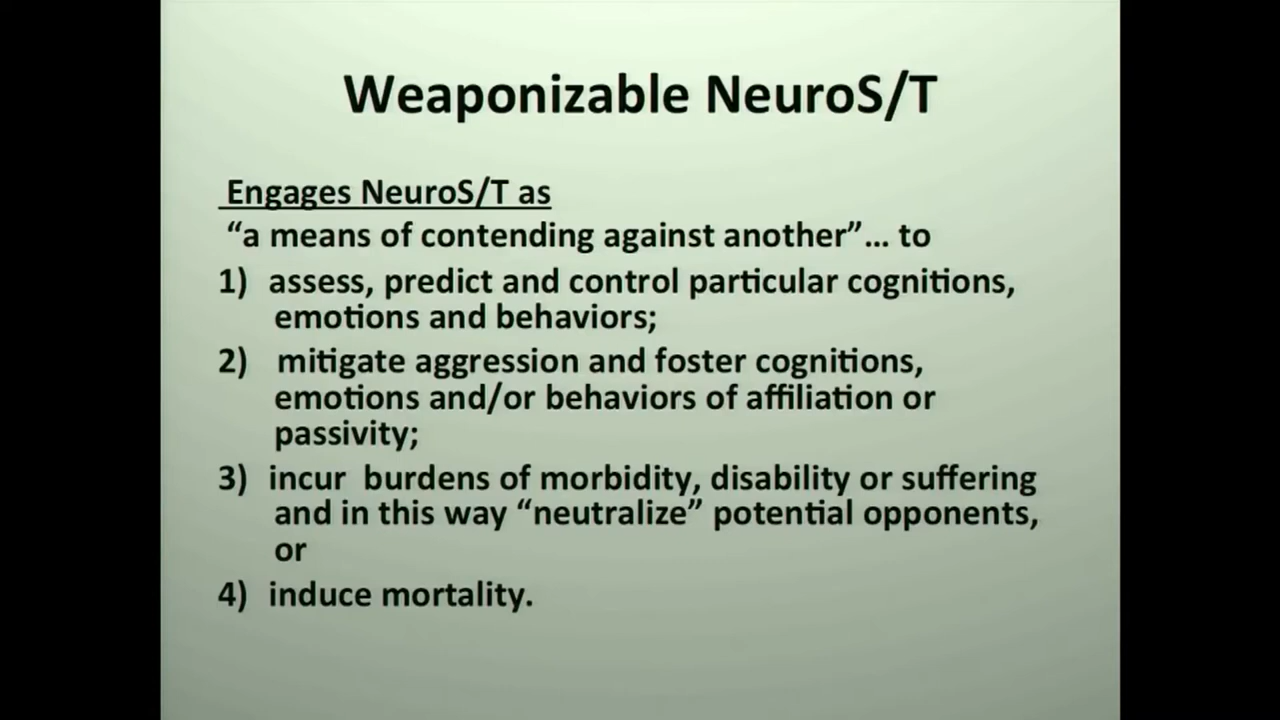 Weaponizable NeuroS/T
Engages NeuroS/T as
“a means of contending against another”… to
1) assess, predict and control particular cognitions,
emotions and behaviors;
2) mitigate aggression and foster cognitions,
emotions and/or behaviors of affiliation or
passivity;
3) incur burdens of morbidity, disability or suffering
and in this way “neutralize” potential opponents,
or
4) induce mortality.